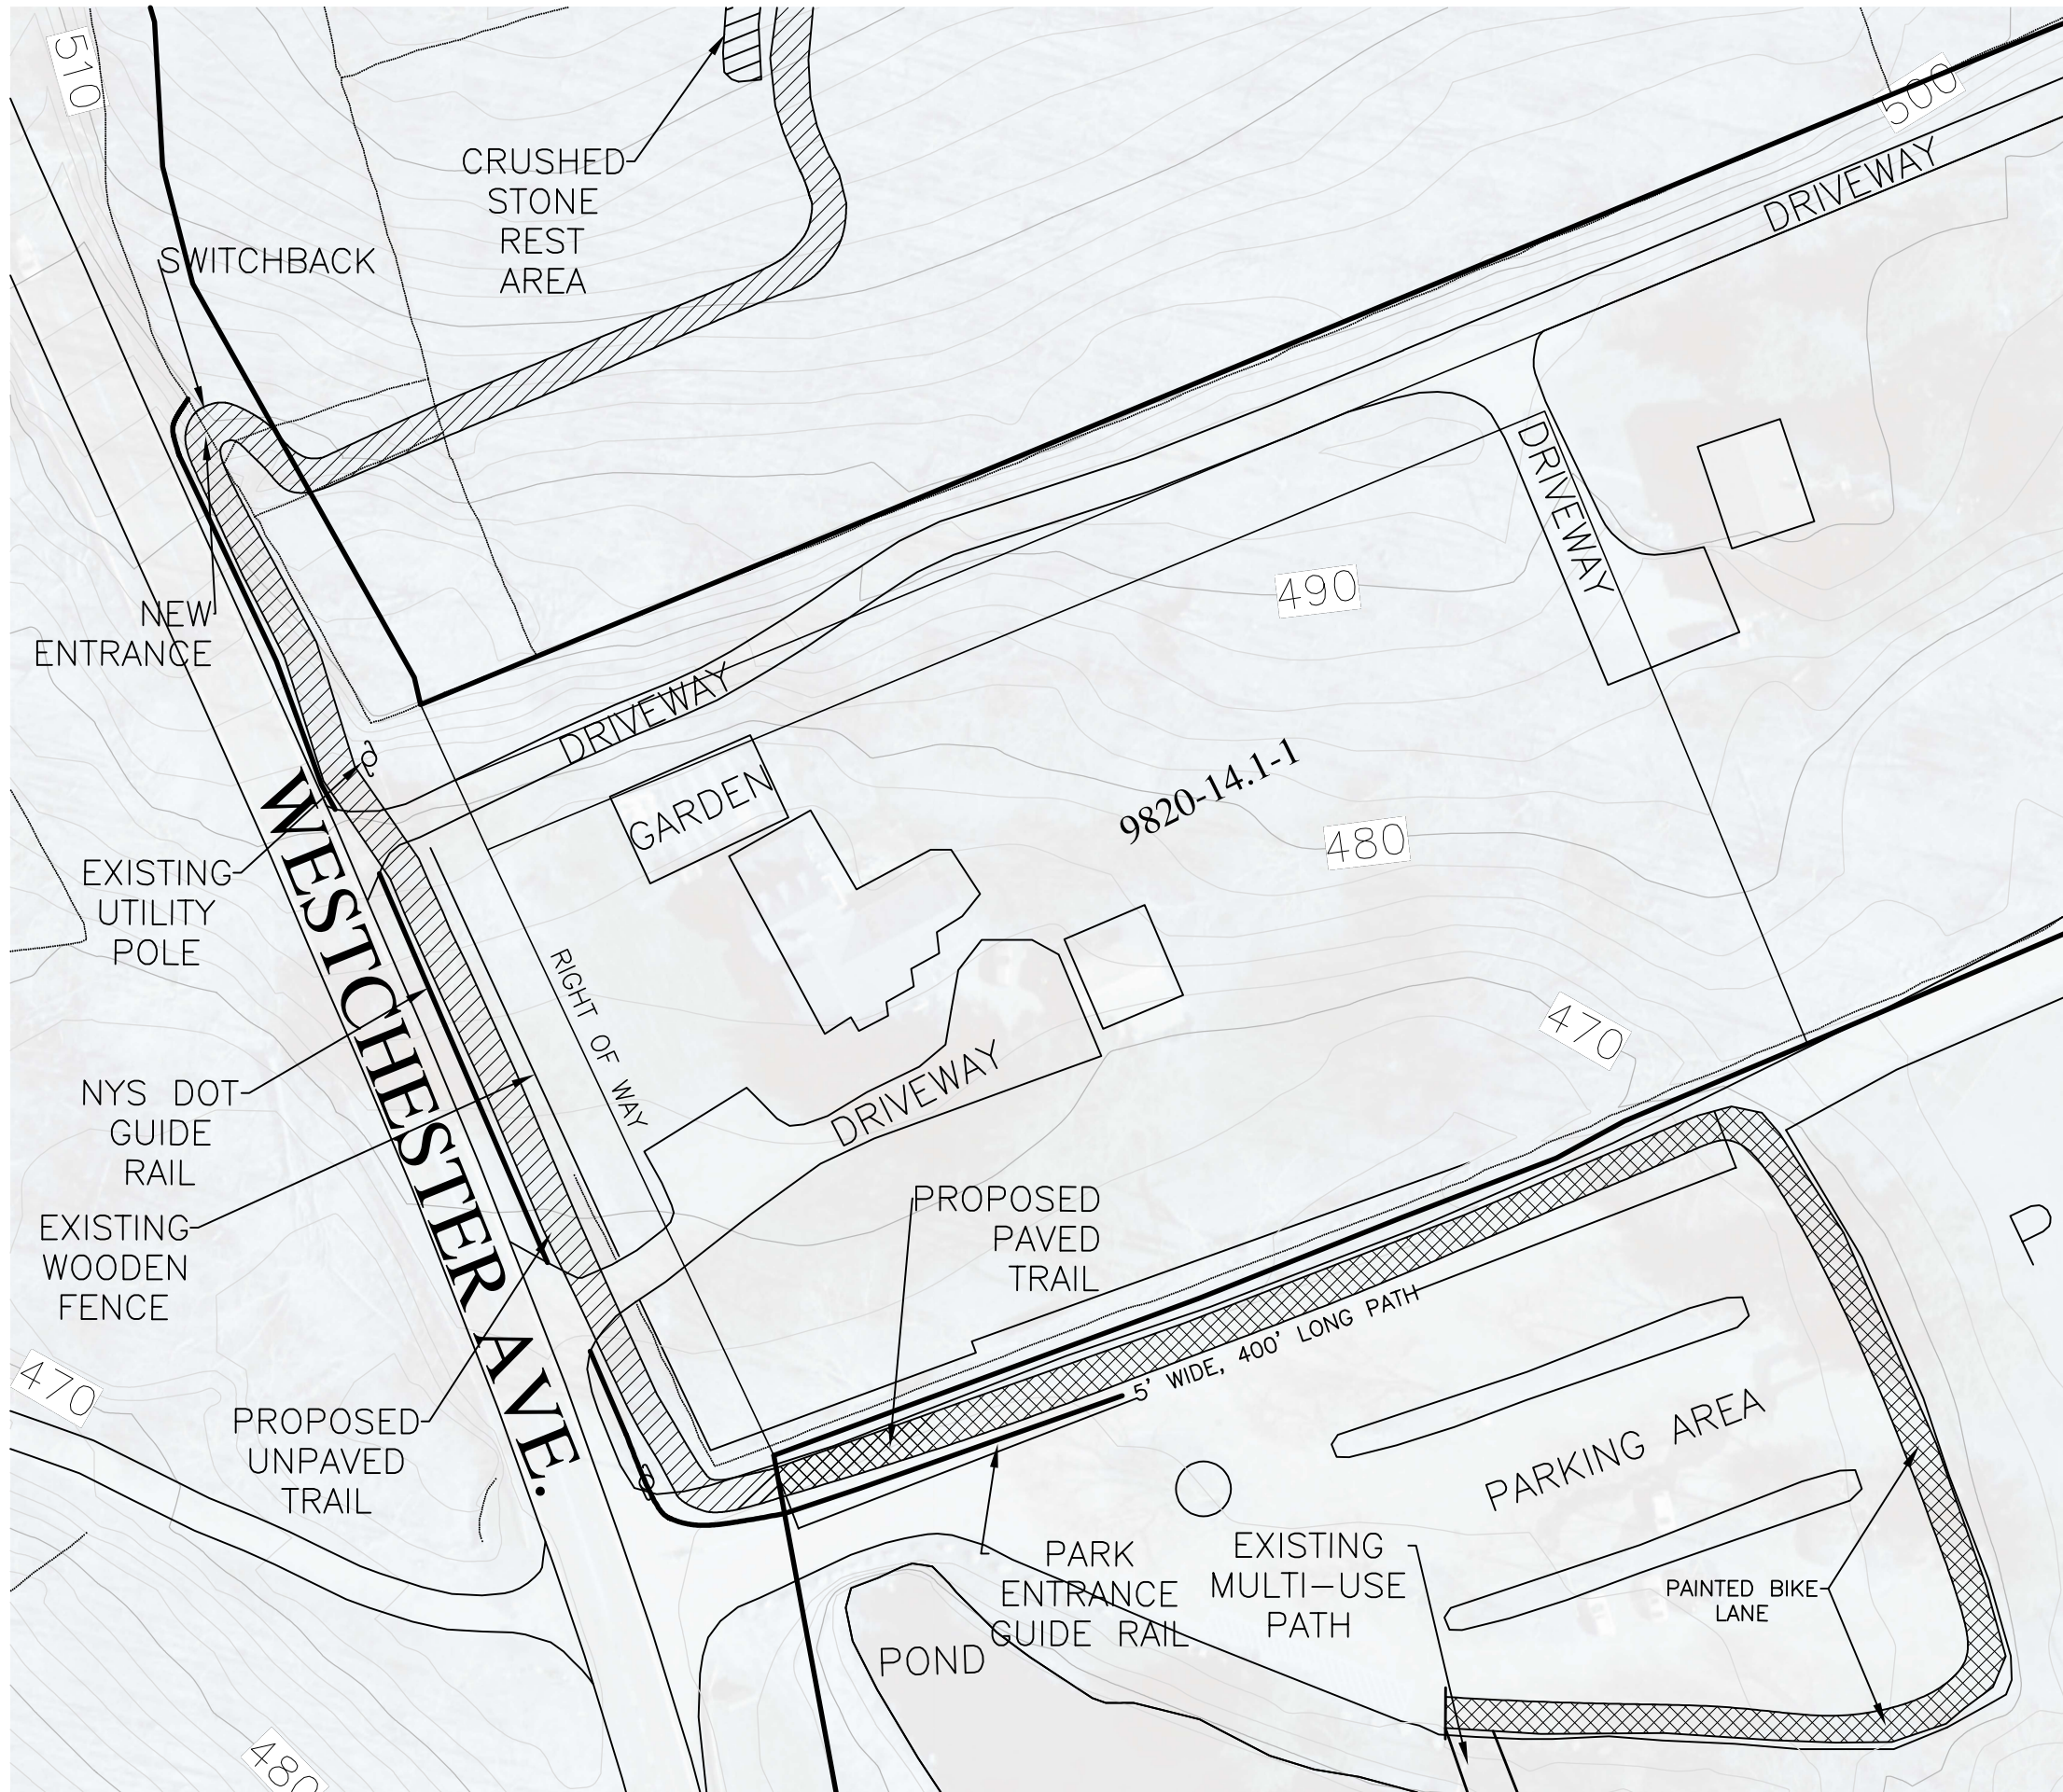 510
500
DRIVEWAY
CRUSHED
STONE
REST
AREA
SWITCHBACK
DRIVEWAY
490
NEW
ENTRANCE
DRIVEWAY
GARDEN
9820-14.1-1
480
WESTCHESTER AVE.
EXISTING
UTILITY
POLE
RIGHT OF WAY
470
NYS DOT
GUIDE
RAIL
DRIVEWAY
EXISTING
WOODEN
FENCE
PROPOSED
PAVED
TRAIL
P
5' WIDE, 400' LONG PATH
470
PROPOSED
UNPAVED
TRAIL
PARKING AREA
PARK
ENTRANCE
GUIDE RAIL
EXISTING
MULTI-USE
PATH
PAINTED BIKE
LANE
POND
480